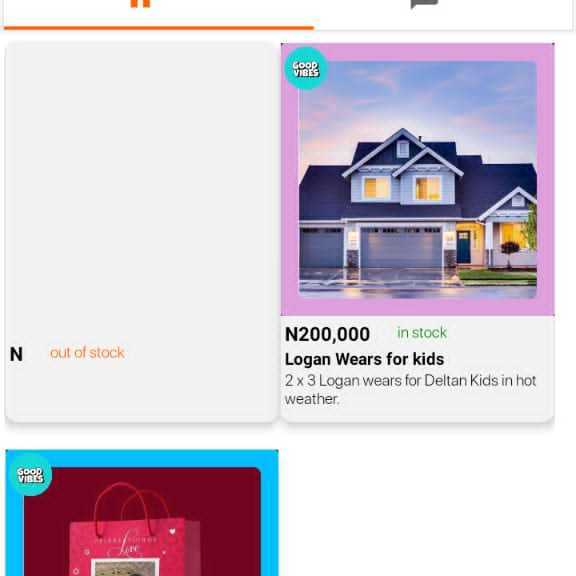 N out of stock
GOOD
VIBES
N200,000 in stock
Logan Wears for kids
2 x 3 Logan wears for Deltan Kids in hot
weather.
GOOD
VIBES
Love